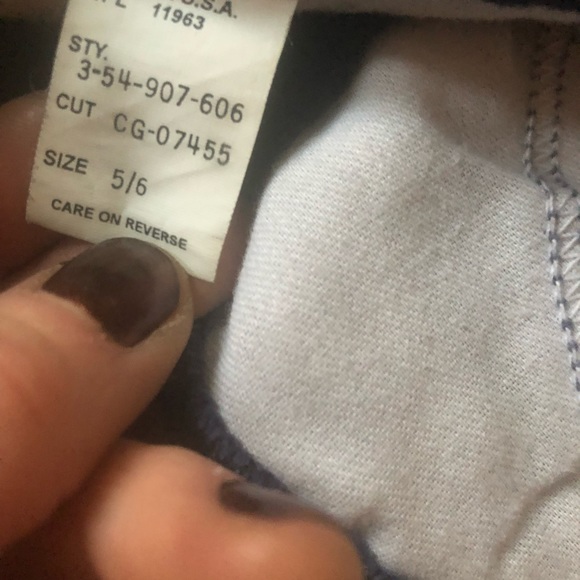 U.S.A.
11963
STY.
3-54-907-606
CUT CG-07455
SIZE 5/6
CARE ON REVERSE